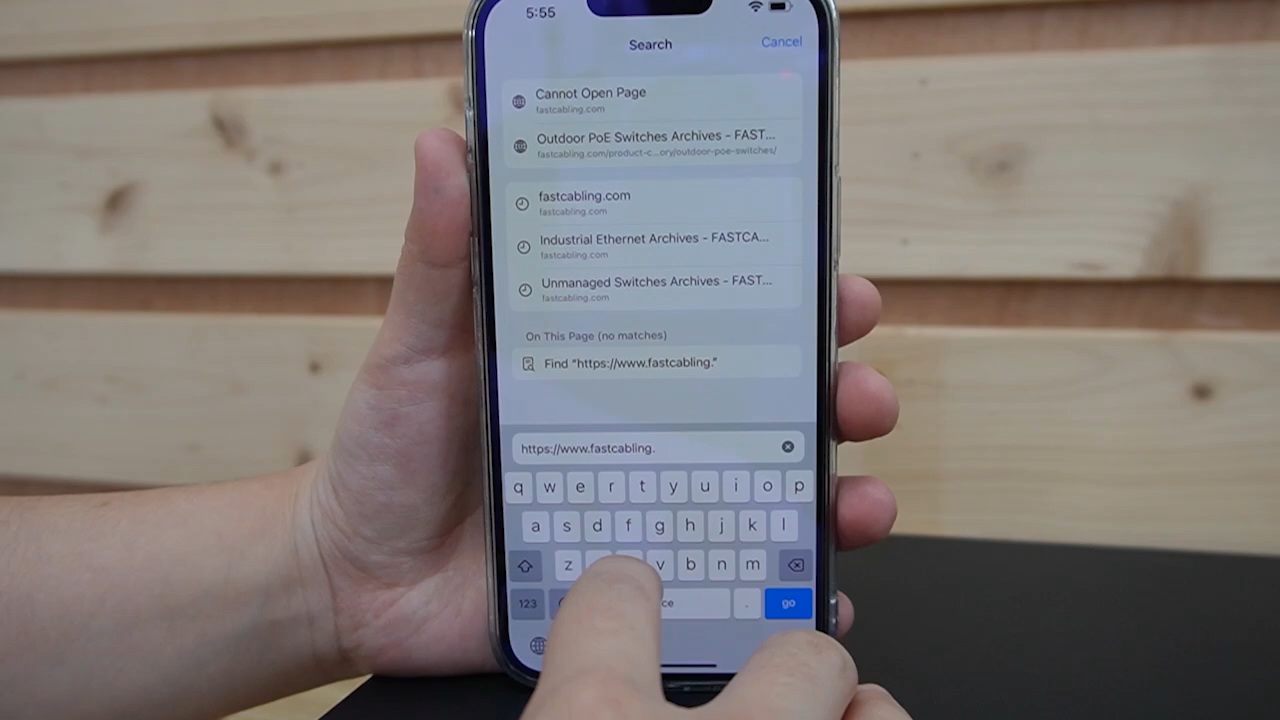 5:55
Search
Cancel
Cannot Open Page
fastcabling.com
Outdoor PoE Switches Archives - FAST...
fastcabling.com/product-c...ory/outdoor-poe-switches/
fastcabling.com
fastcabling.com
Industrial Ethernet Archives - FASTCA...
fastcabling.com
Unmanaged Switches Archives - FAST...
fastcabling.com
On This Page (no matches)
Find “https://www.fastcabling.”
https://www.fastcabling.
q w e r t y u i o p
a s d f g h j k l
z v b n m
123 ce . go